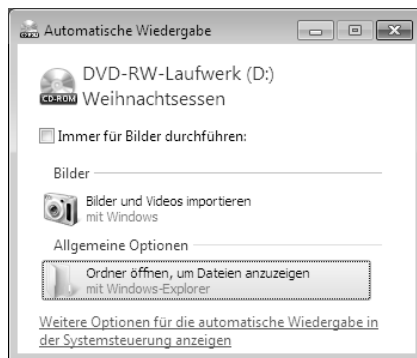 Automatische Wiedergabe
DVD-RW-Laufwerk (D:)
Weihnachtsessen
CD-ROM
Immer für Bilder durchführen:
Bilder
Bilder und Videos importieren
mit Windows
Allgemeine Optionen
Ordner öffnen, um Dateien anzuzeigen
mit Windows-Explorer
Weitere Optionen für die automatische Wiedergabe in
der Systemsteuerung anzeigen